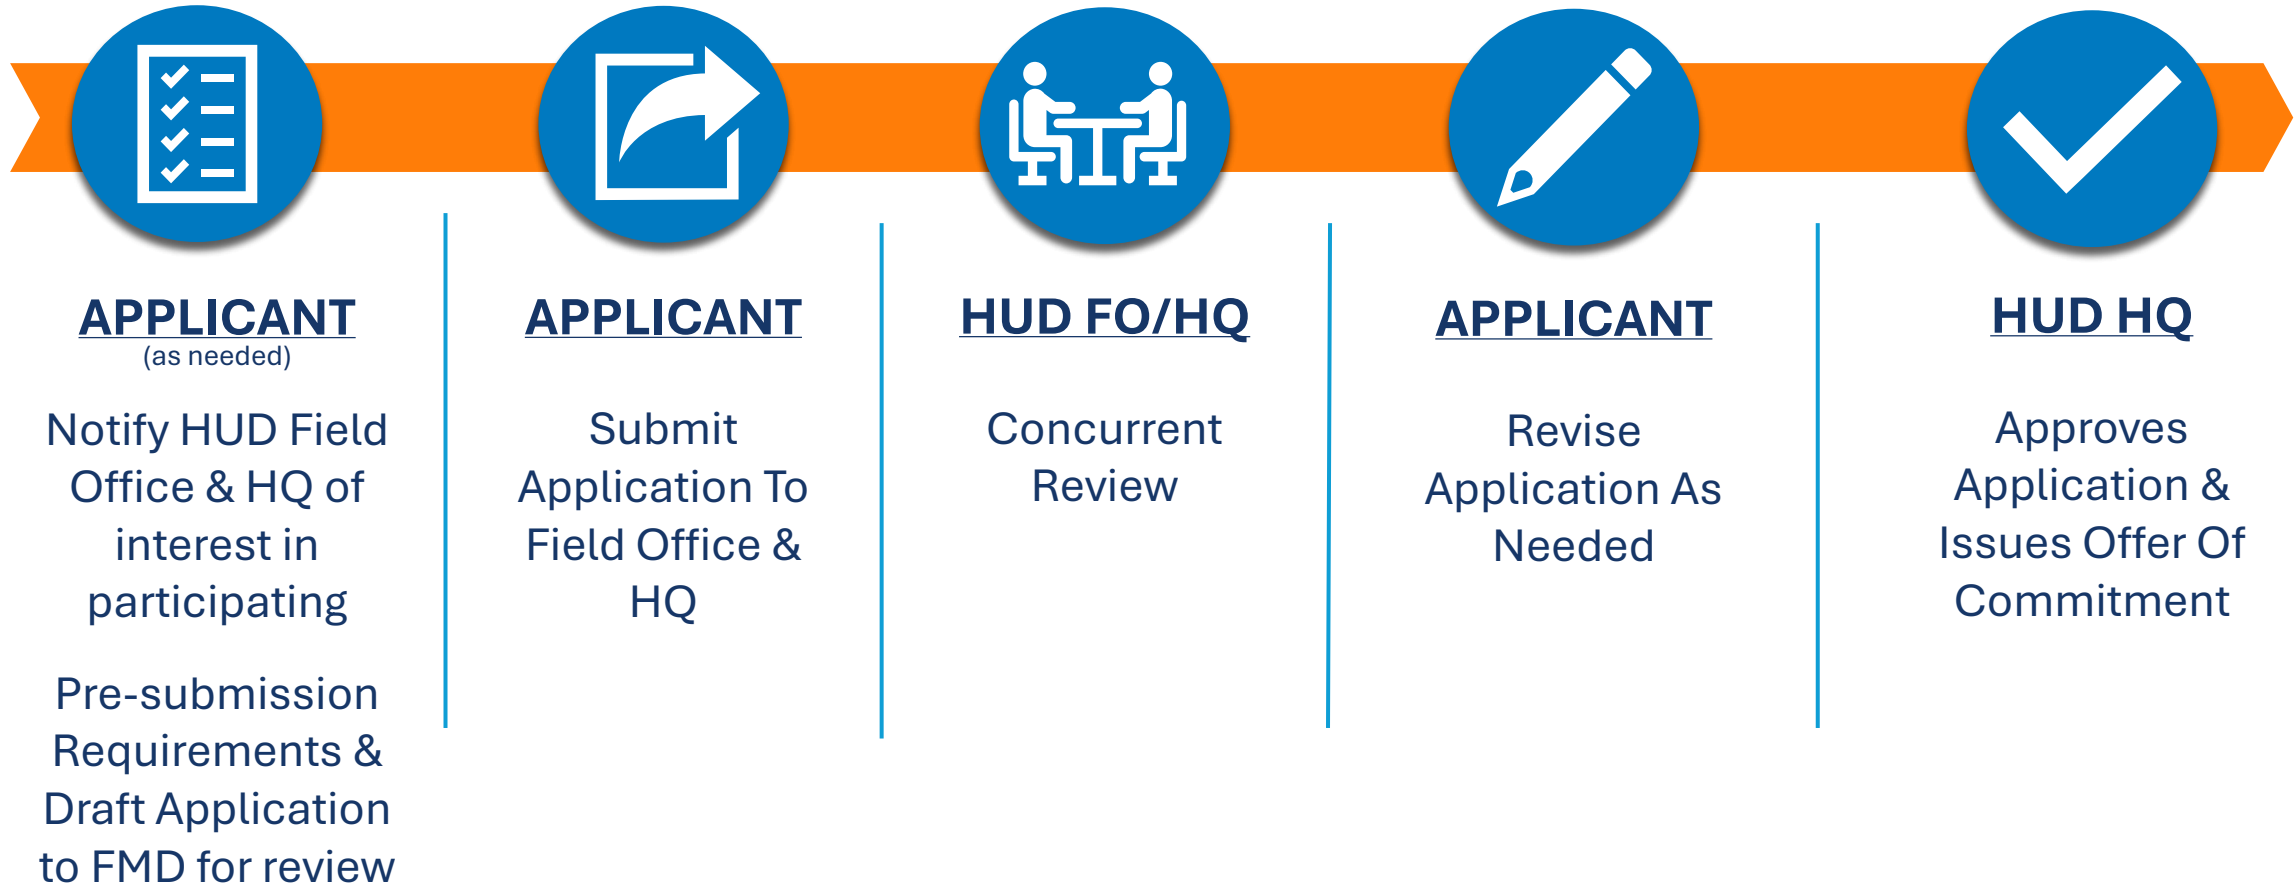 APPLICANT
(as needed)
Notify HUD Field
Office & HQ of
interest in
participating
Pre-submission
Requirements &
Draft Application
to FMD for review
APPLICANT
Submit
Application To
Field Office &
HQ
HUD FO/HQ
Concurrent
Review
APPLICANT
Revise
Application As
Needed
HUD HQ
Approves
Application &
Issues Offer Of
Commitment